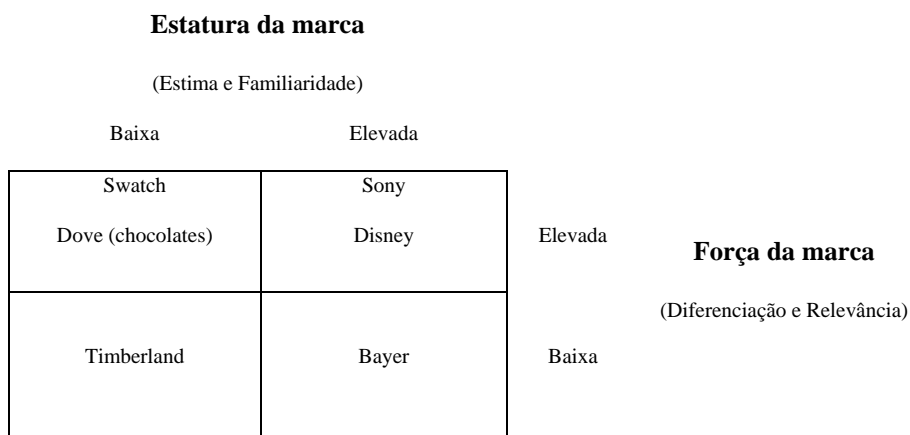 Estatura da marca
(Estima e Familiaridade)
Baixa Elevada
Swatch Sony
Dove (chocolates) Disney Elevada
Força da marca
(Diferenciação e Relevância)
Timberland Bayer Baixa